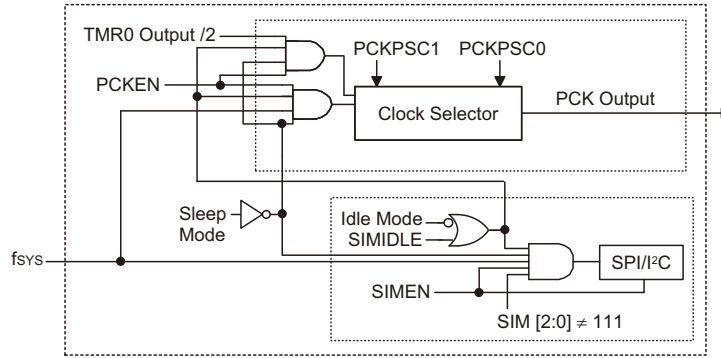 TMR0 Output /2
PCKPSC1
PCKPSC0
PCKEN
PCK Output
Clock Selector
Sleep
Mode
Idle Mode
SIMIDLE
fSYS
SPI/I²C
SIMEN
SIM [2:0] ≠ 111